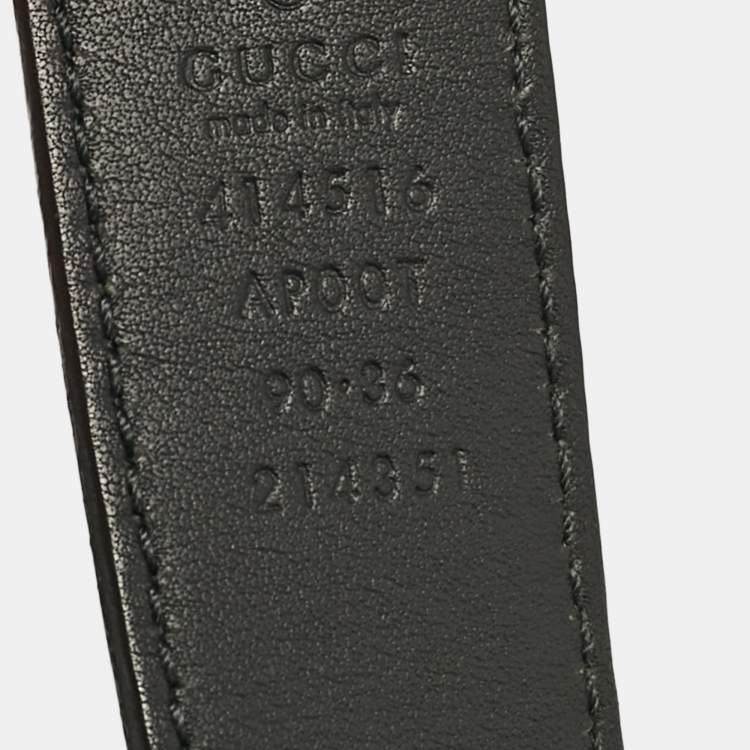 GUCCI
made in italy
414516
AP00T
90·36
214351